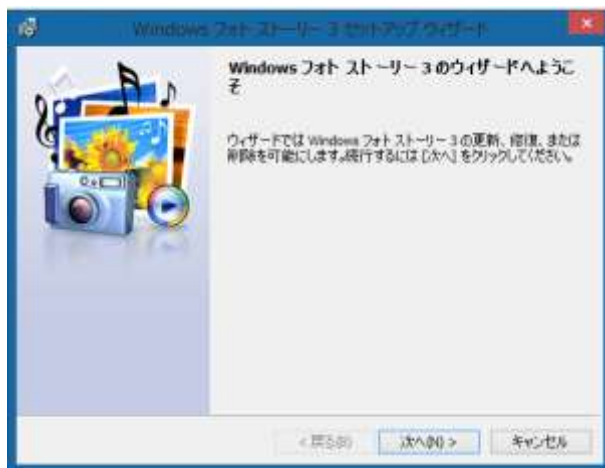 Windows フォト ストーリー 3 セットアップ ウィザード
Windows フォト ストーリー 3 のウィザードへようこ
そ
ウィザードでは Windows フォト ストーリー 3 の更新、修復、または
削除を可能にします。続行するには [次へ] をクリックしてください。
< 戻る(B)
次へ(N) >
キャンセル